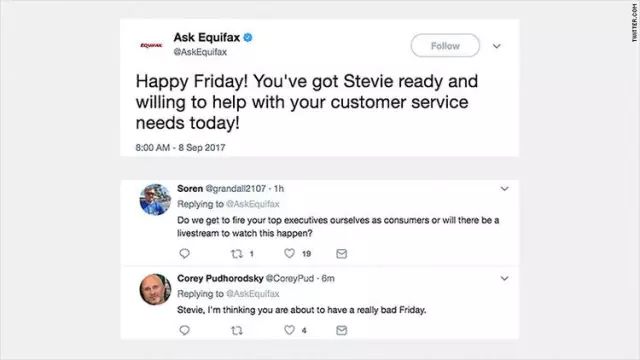 TWITTER.COM
EQUIFAX
Ask Equifax
@AskEquifax
Follow
Happy Friday! You've got Stevie ready and
willing to help with your customer service
needs today!
8:00 AM - 8 Sep 2017
Soren @grandall2107 · 1h
Replying to @AskEquifax
Do we get to fire your top executives ourselves as consumers or will there be a
livestream to watch this happen?
1 19
Corey Pudhorodsky @CoreyPud · 6m
Replying to @AskEquifax
Stevie, I'm thinking you are about to have a really bad Friday.
4